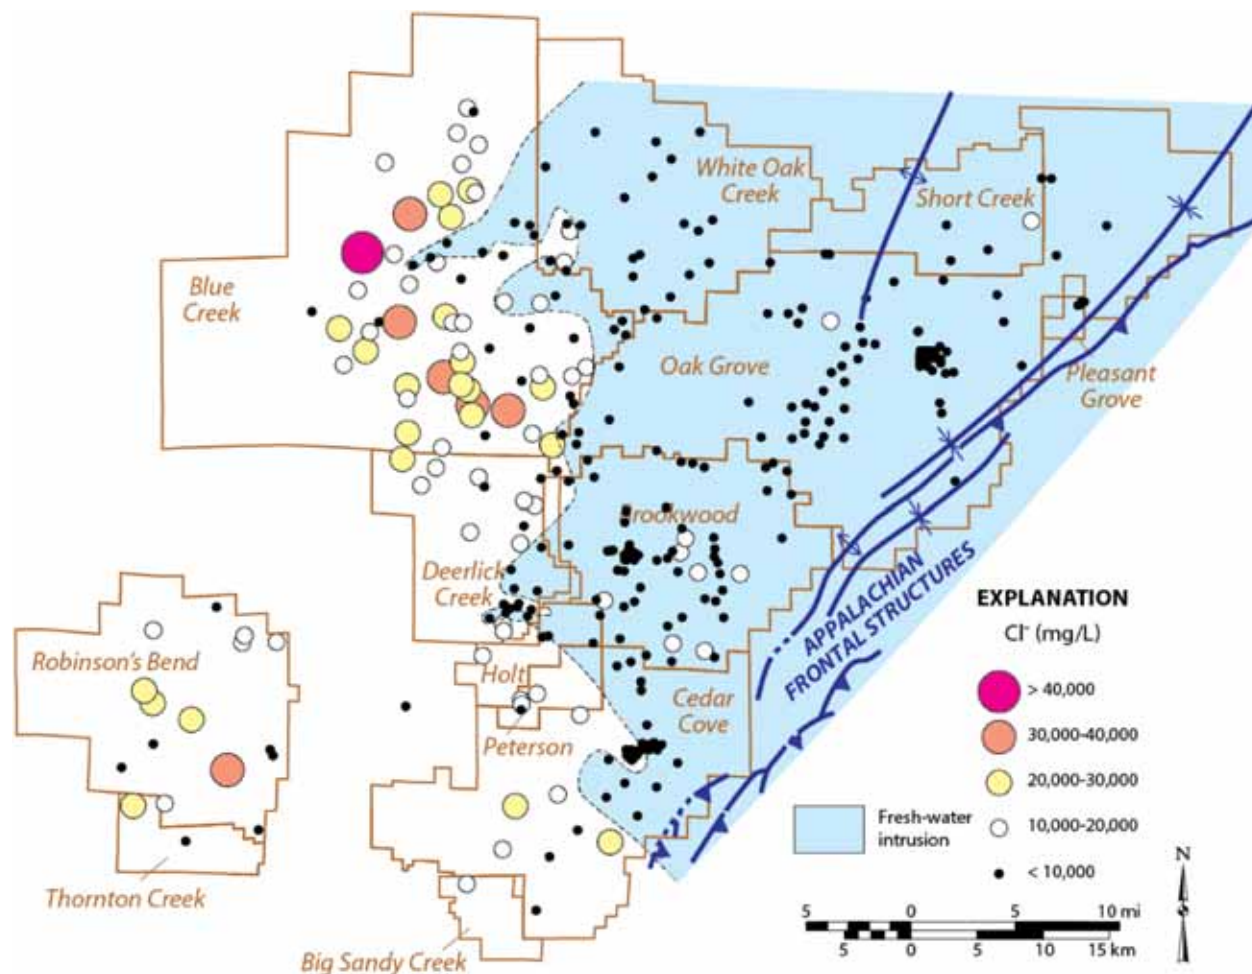 White Oak
Creek
Short Creek
Blue
Creek
Oak Grove
Pleasant
Grove
rookwood
Deerlick
Creek
APPALACHIAN
FRONTAL STRUCTURES
Robinson's Bend
Holt
Cedar
Cove
Peterson
Thornton Creek
Big Sandy Creek
EXPLANATION
Cl⁻ (mg/L)
> 40,000
30,000-40,000
20,000-30,000
10,000-20,000
< 10,000
Fresh-water
intrusion
N
5 0 5 10 mi
5 0 5 10 15 km